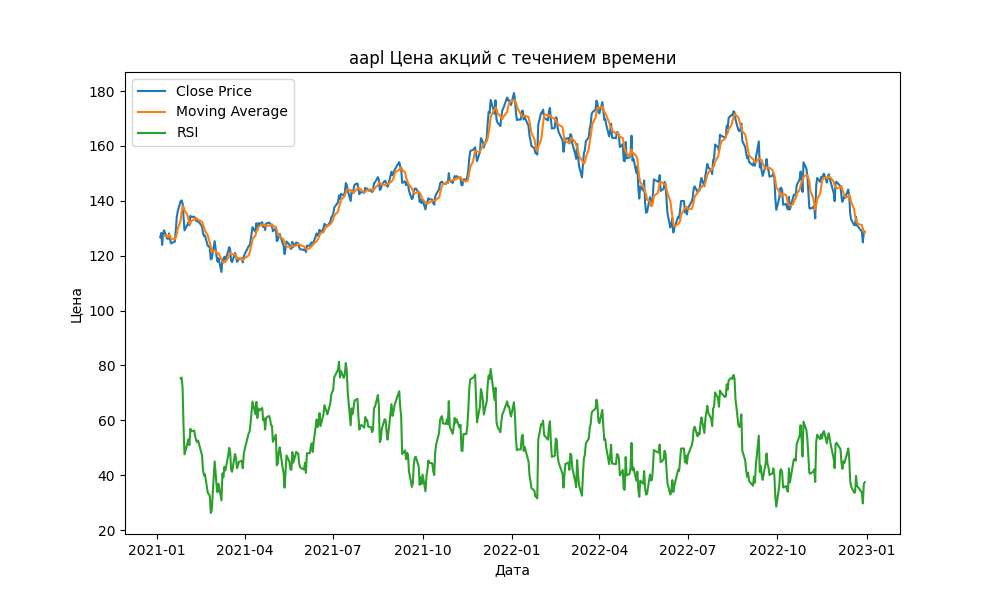 aapl Цена акций с течением времени
Close Price
Moving Average
RSI
Цена
180
160
140
120
100
80
60
40
20
2021-01 2021-04 2021-07 2021-10 2022-01 2022-04 2022-07 2022-10 2023-01
Дата